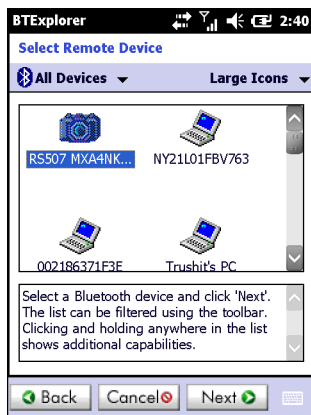 BTExplorer 2:40
Select Remote Device
All Devices Large Icons
RS507 MXA4NK... NY21L01FBV763
002186371F3E Trushit's PC
Select a Bluetooth device and click 'Next'.
The list can be filtered using the toolbar.
Clicking and holding anywhere in the list
shows additional capabilities.
Back Cancel Next